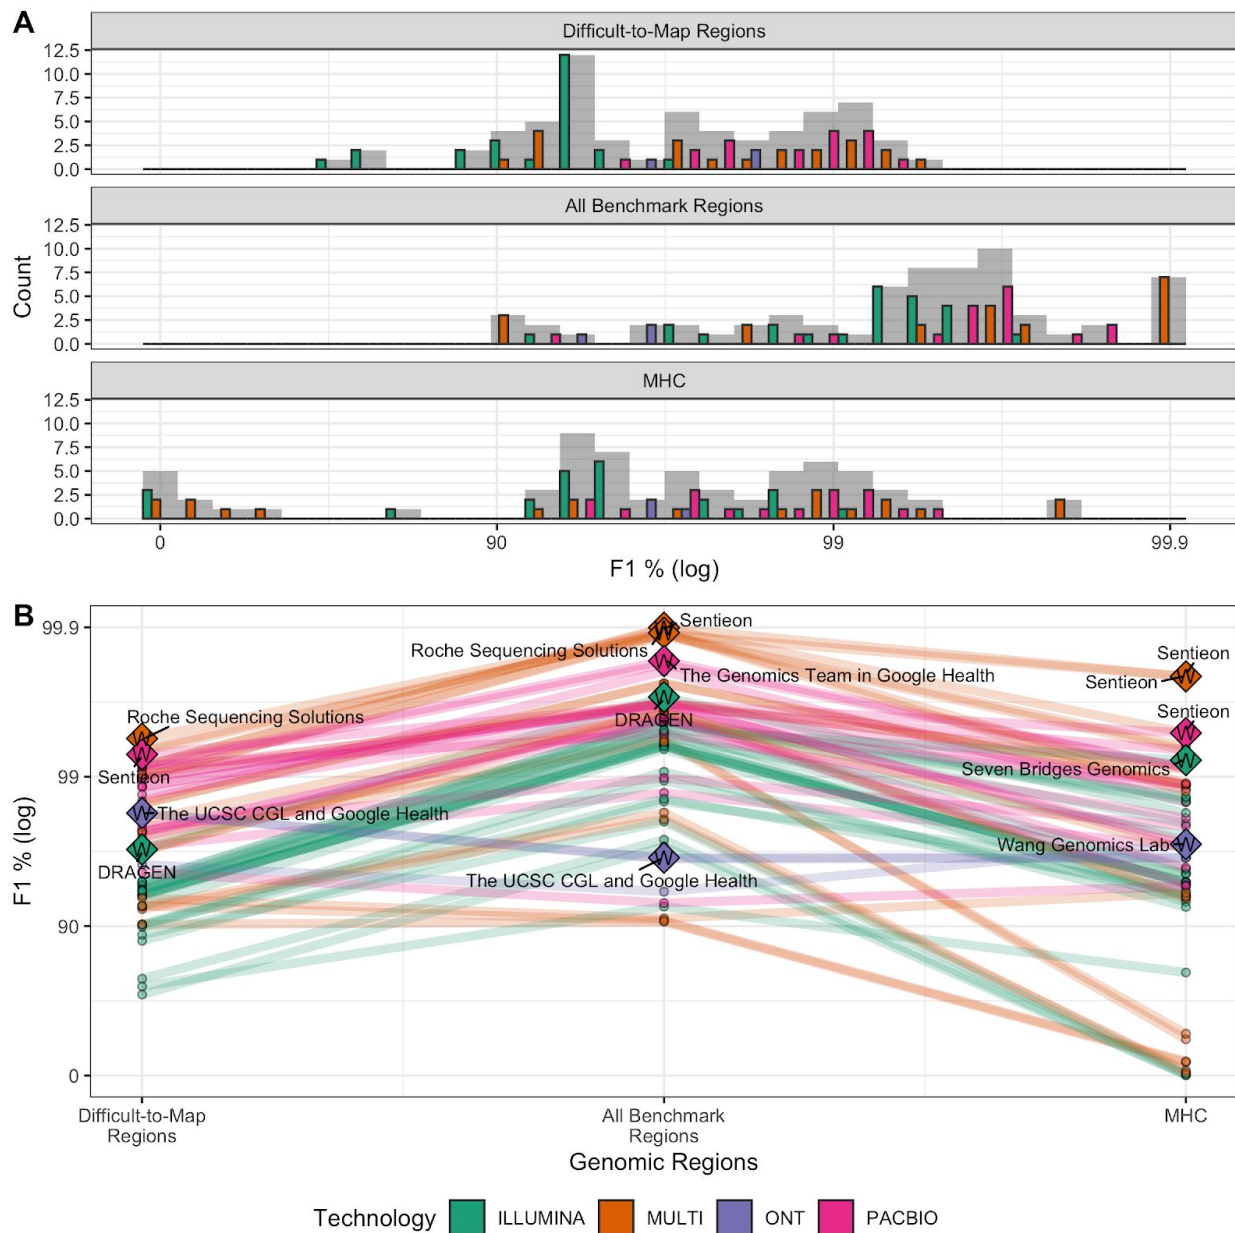 A
Difficult-to-Map Regions
12.5
10.0
7.5
5.0
2.5
0.0
All Benchmark Regions
12.5
10.0
7.5
5.0
2.5
0.0
Count
MHC
12.5
10.0
7.5
5.0
2.5
0.0
0 90 99 99.9
F1 % (log)
B
99.9
99
90
0
F1 % (log)
Sentieon
Roche Sequencing Solutions
The Genomics Team in Google Health
DRAGEN
Sentieon
Sentieon
Sentieon
Roche Sequencing Solutions
Sentieon
Seven Bridges Genomics
The UCSC CGL and Google Health
DRAGEN
Wang Genomics Lab
The UCSC CGL and Google Health
Difficult-to-Map
Regions
All Benchmark
Regions
MHC
Genomic Regions
Technology ILLUMINA MULTI ONT PACBIO